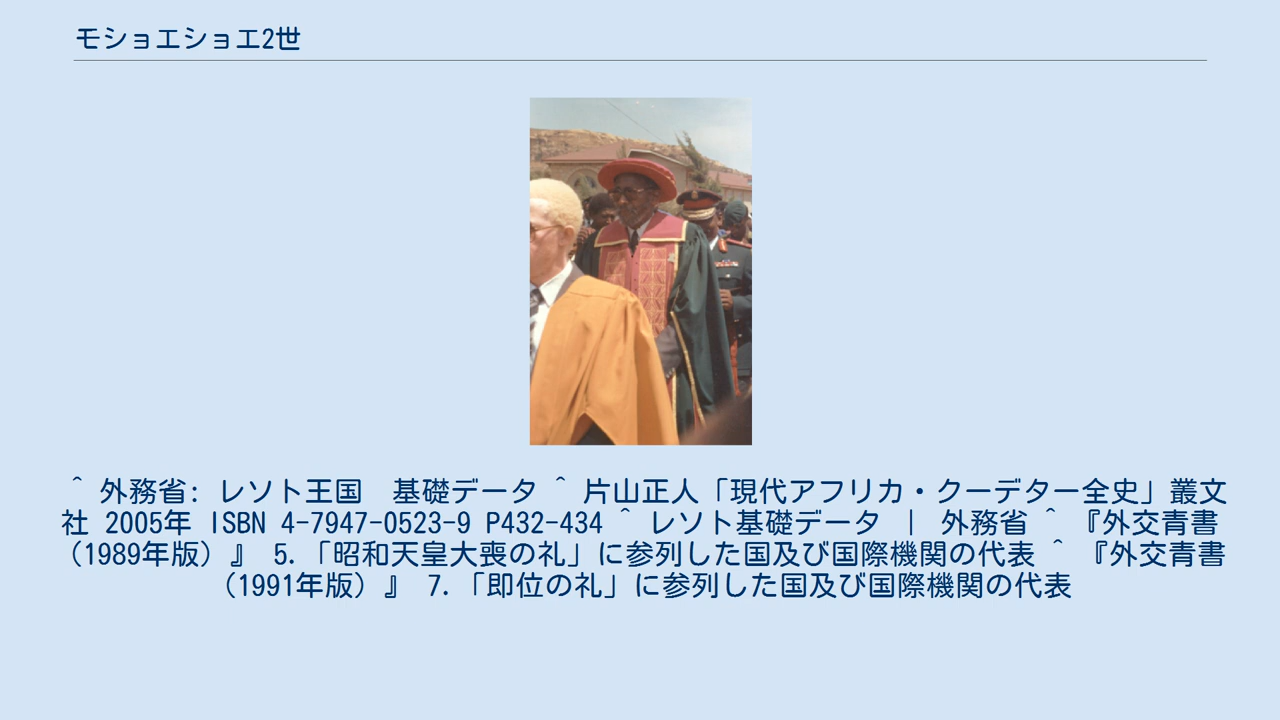 モショエショエ2世
^ 外務省: レソト王国　基礎データ ^ 片山正人「現代アフリカ・クーデター全史」叢文
社 2005年 ISBN 4-7947-0523-9 P432-434 ^ レソト基礎データ | 外務省 ^ 『外交青書
（1989年版）』 5.「昭和天皇大喪の礼」に参列した国及び国際機関の代表 ^ 『外交青書
（1991年版）』 7.「即位の礼」に参列した国及び国際機関の代表